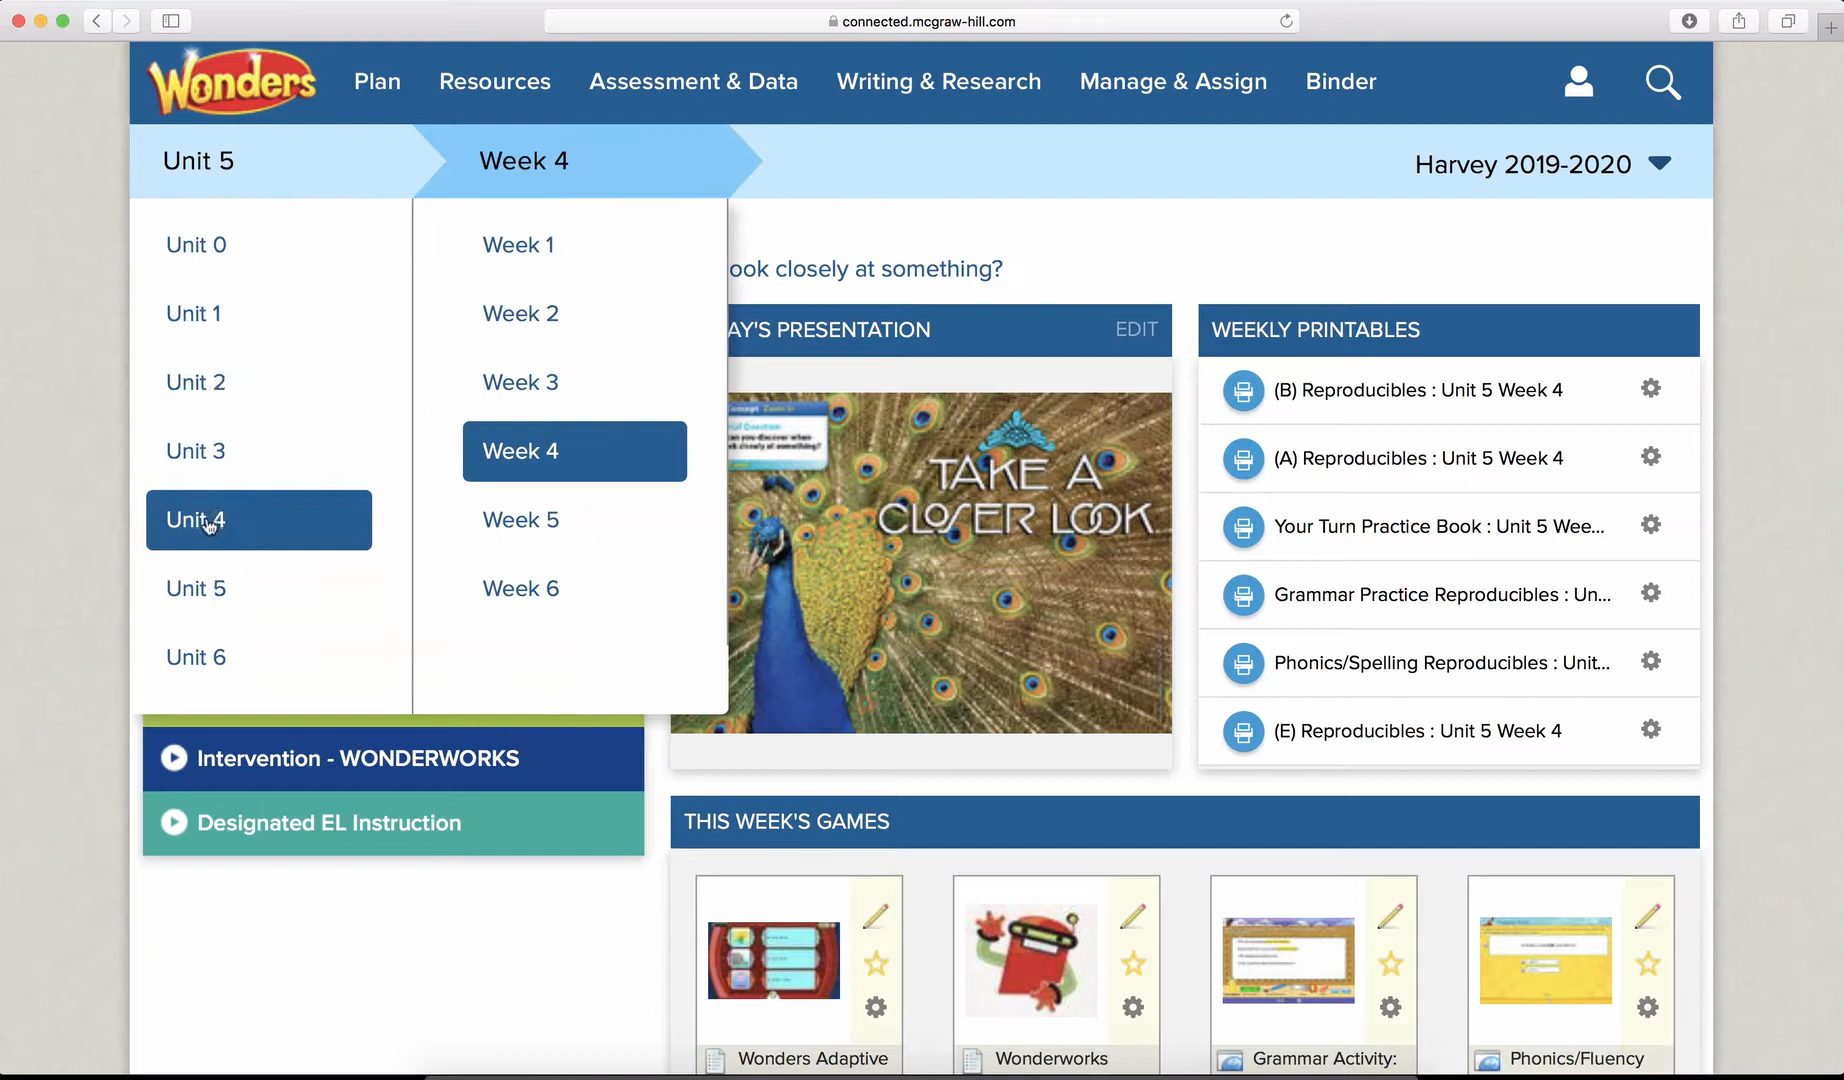 connected.mcgraw-hill.com
Wonders
Plan
Resources
Assessment & Data
Writing & Research
Manage & Assign
Binder
Unit 5
Week 4
Harvey 2019-2020
Unit 0
Unit 1
Unit 2
Unit 3
Unit 4
Unit 5
Unit 6
Week 1
Week 2
Week 3
Week 4
Week 5
Week 6
ook closely at something?
AY'S PRESENTATION
EDIT
TAKE A
CLOSER LOOK
WEEKLY PRINTABLES
(B) Reproducibles : Unit 5 Week 4
(A) Reproducibles : Unit 5 Week 4
Your Turn Practice Book : Unit 5 Wee...
Grammar Practice Reproducibles : Un...
Phonics/Spelling Reproducibles : Unit...
(E) Reproducibles : Unit 5 Week 4
Intervention - WONDERWORKS
Designated EL Instruction
THIS WEEK'S GAMES
Wonders Adaptive
Wonderworks
Grammar Activity:
Phonics/Fluency